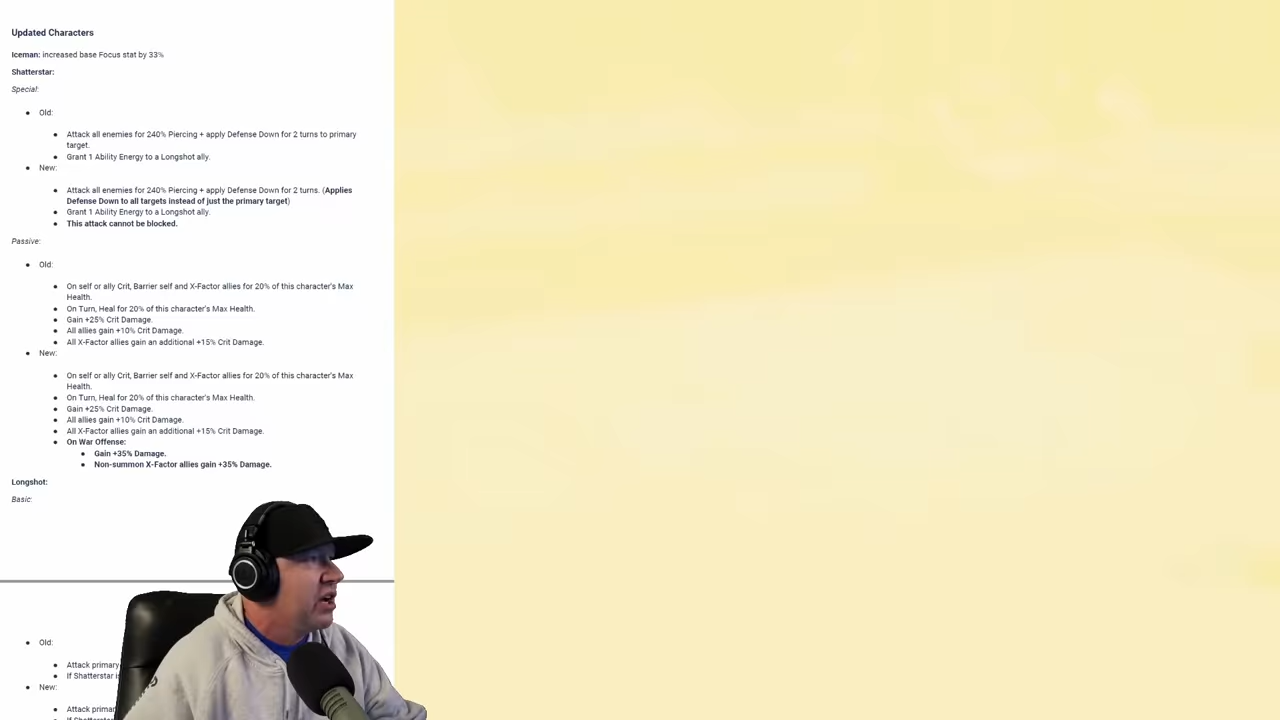 Updated Characters
Iceman: increased base Focus stat by 33%
Shatterstar:
Special:
● Old:
● Attack all enemies for 240% Piercing + apply Defense Down for 2 turns to primary
target.
● Grant 1 Ability Energy to a Longshot ally.
● New:
● Attack all enemies for 240% Piercing + apply Defense Down for 2 turns. (Applies
Defense Down to all targets instead of just the primary target)
● Grant 1 Ability Energy to a Longshot ally.
● This attack cannot be blocked.
Passive:
● Old:
● On self or ally Crit, Barrier self and X-Factor allies for 20% of this character's Max
Health.
● On Turn, Heal for 20% of this character's Max Health.
● Gain +25% Crit Damage.
● All allies gain +10% Crit Damage.
● All X-Factor allies gain an additional +15% Crit Damage.
● New:
● On self or ally Crit, Barrier self and X-Factor allies for 20% of this character's Max
Health.
● On Turn, Heal for 20% of this character's Max Health.
● Gain +25% Crit Damage.
● All allies gain +10% Crit Damage.
● All X-Factor allies gain an additional +15% Crit Damage.
● On War Offense:
● Gain +35% Damage.
● Non-summon X-Factor allies gain +35% Damage.
Longshot:
Basic:
● Old:
● Attack primary
● If Shatterstar
● New:
● Attack